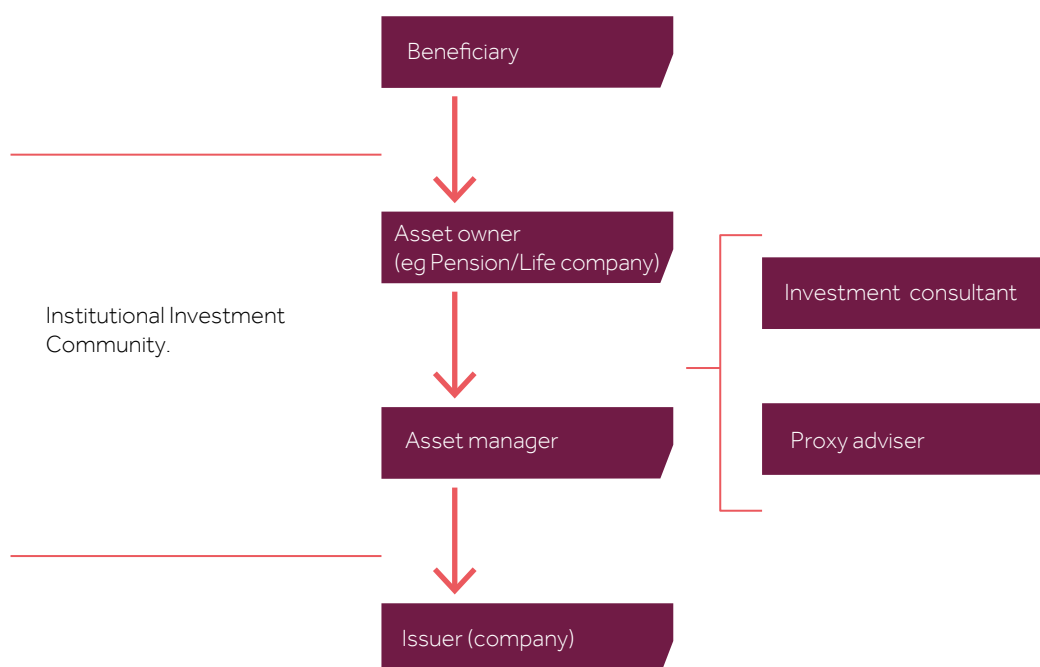 Beneficiary
Asset owner
(eg Pension/Life company)
Investment consultant
Institutional Investment
Community.
Asset manager
Proxy adviser
Issuer (company)